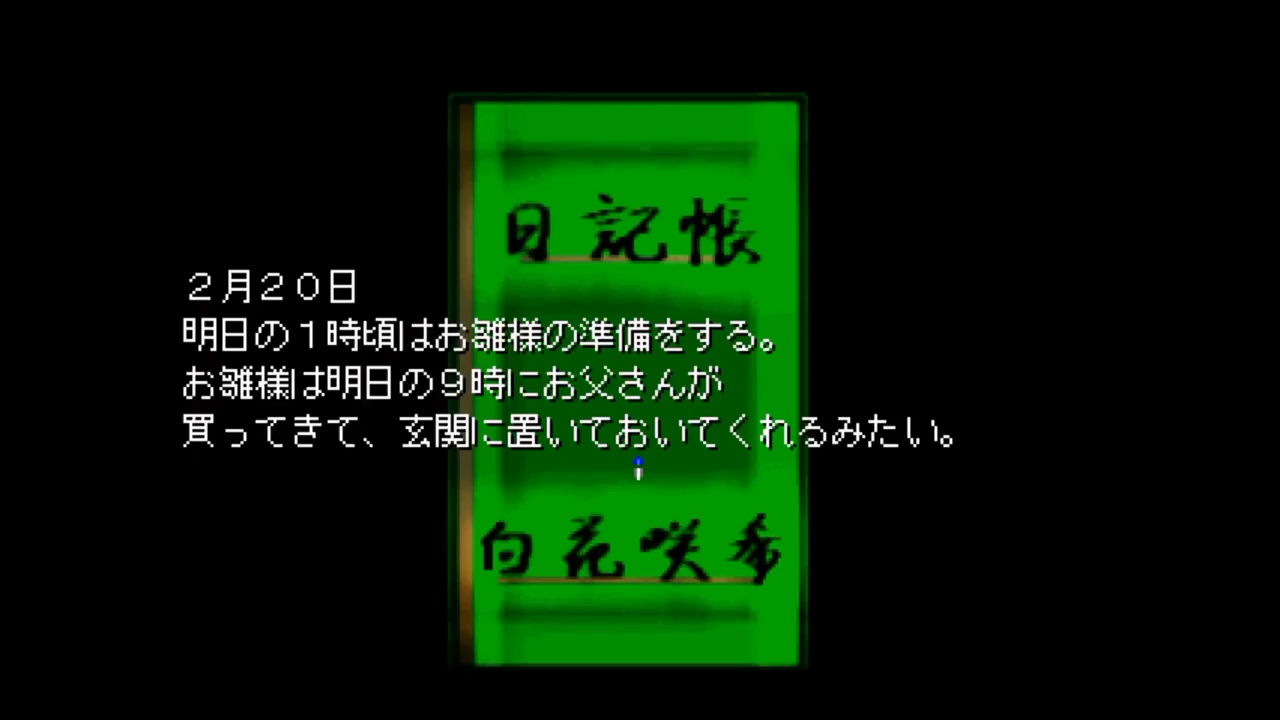 日記帳
２月２０日
明日の１時頃はお雛様の準備をする。
お雛様は明日の９時にお父さんが
買ってきて、玄関に置いておいてくれるみたい。
白花咲希